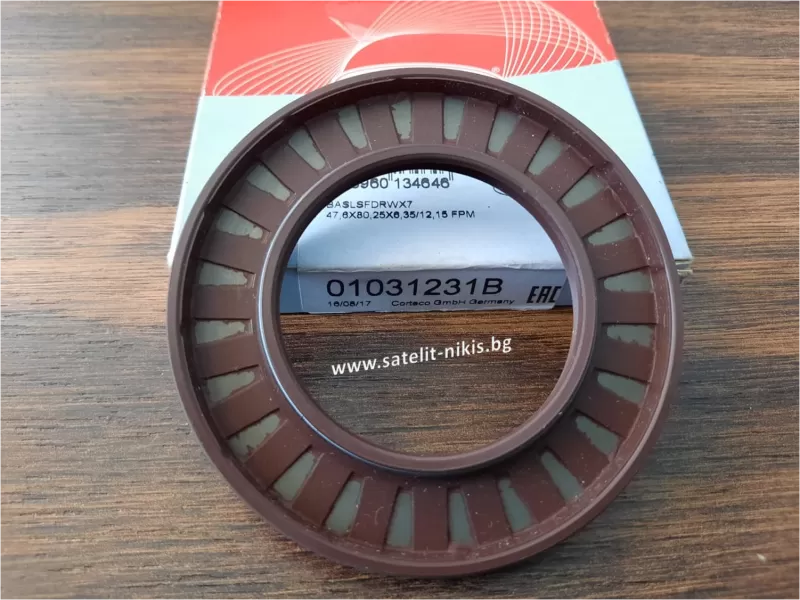 134646
BASLSFDRWX7
47,6X80,25X6,35/12,15 FPM
01031231B
16/08/17 Corteco GmbH Germany EAC
www.satelit-nikis.bg